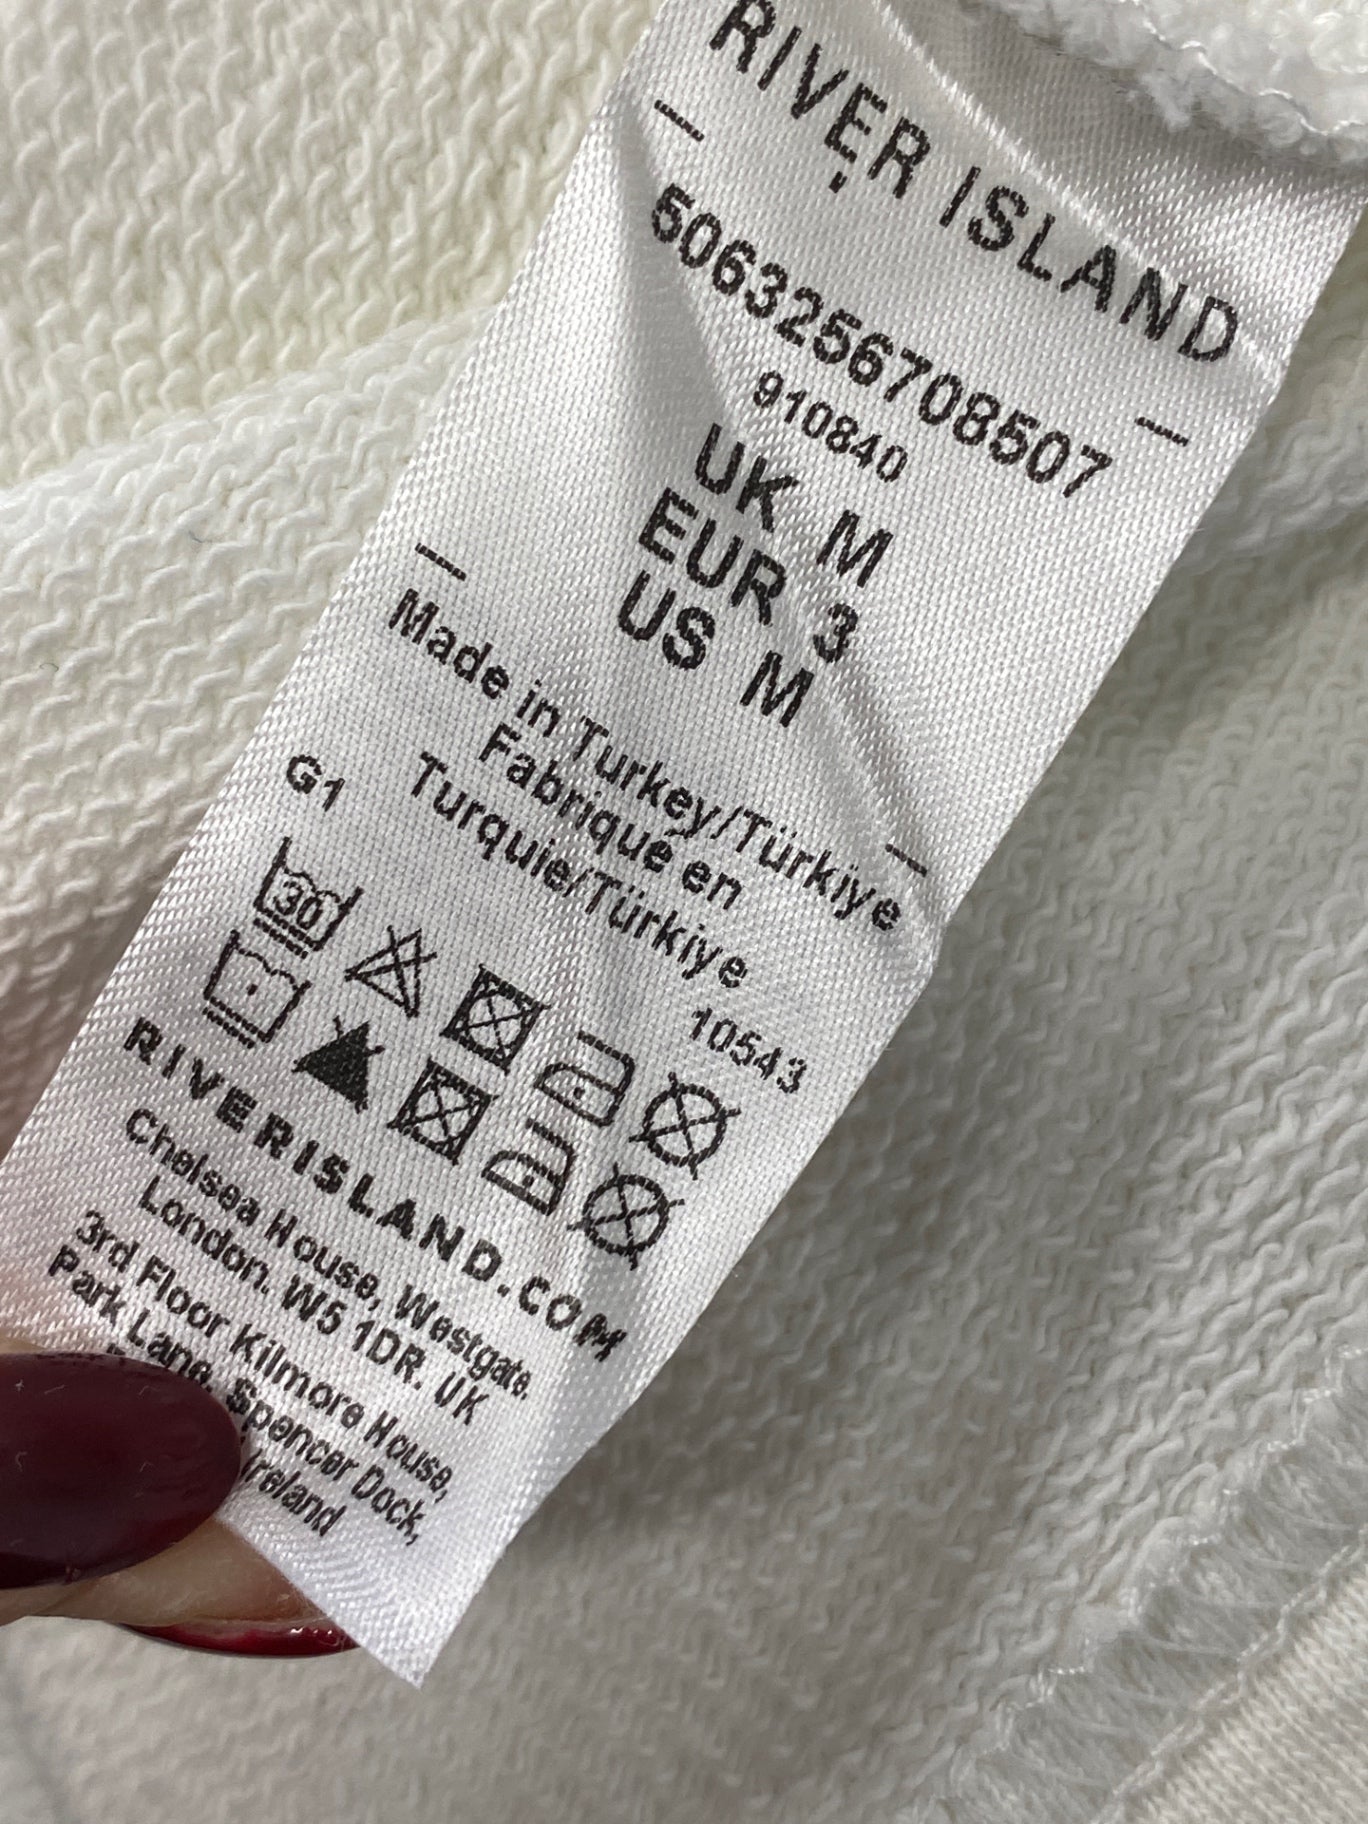 RIVER ISLAND
5063256708507
910840
UK M
EUR 3
US M
Made in Turkey/Türkiye
Fabriqué en
Turquie/Türkiye
G1
10543
30
RIVERISLAND.COM
Chelsea House, Westgate,
London. W5 1DR. UK
3rd Floor Kilmore House,
Park Lane, Spencer Dock,
Ireland